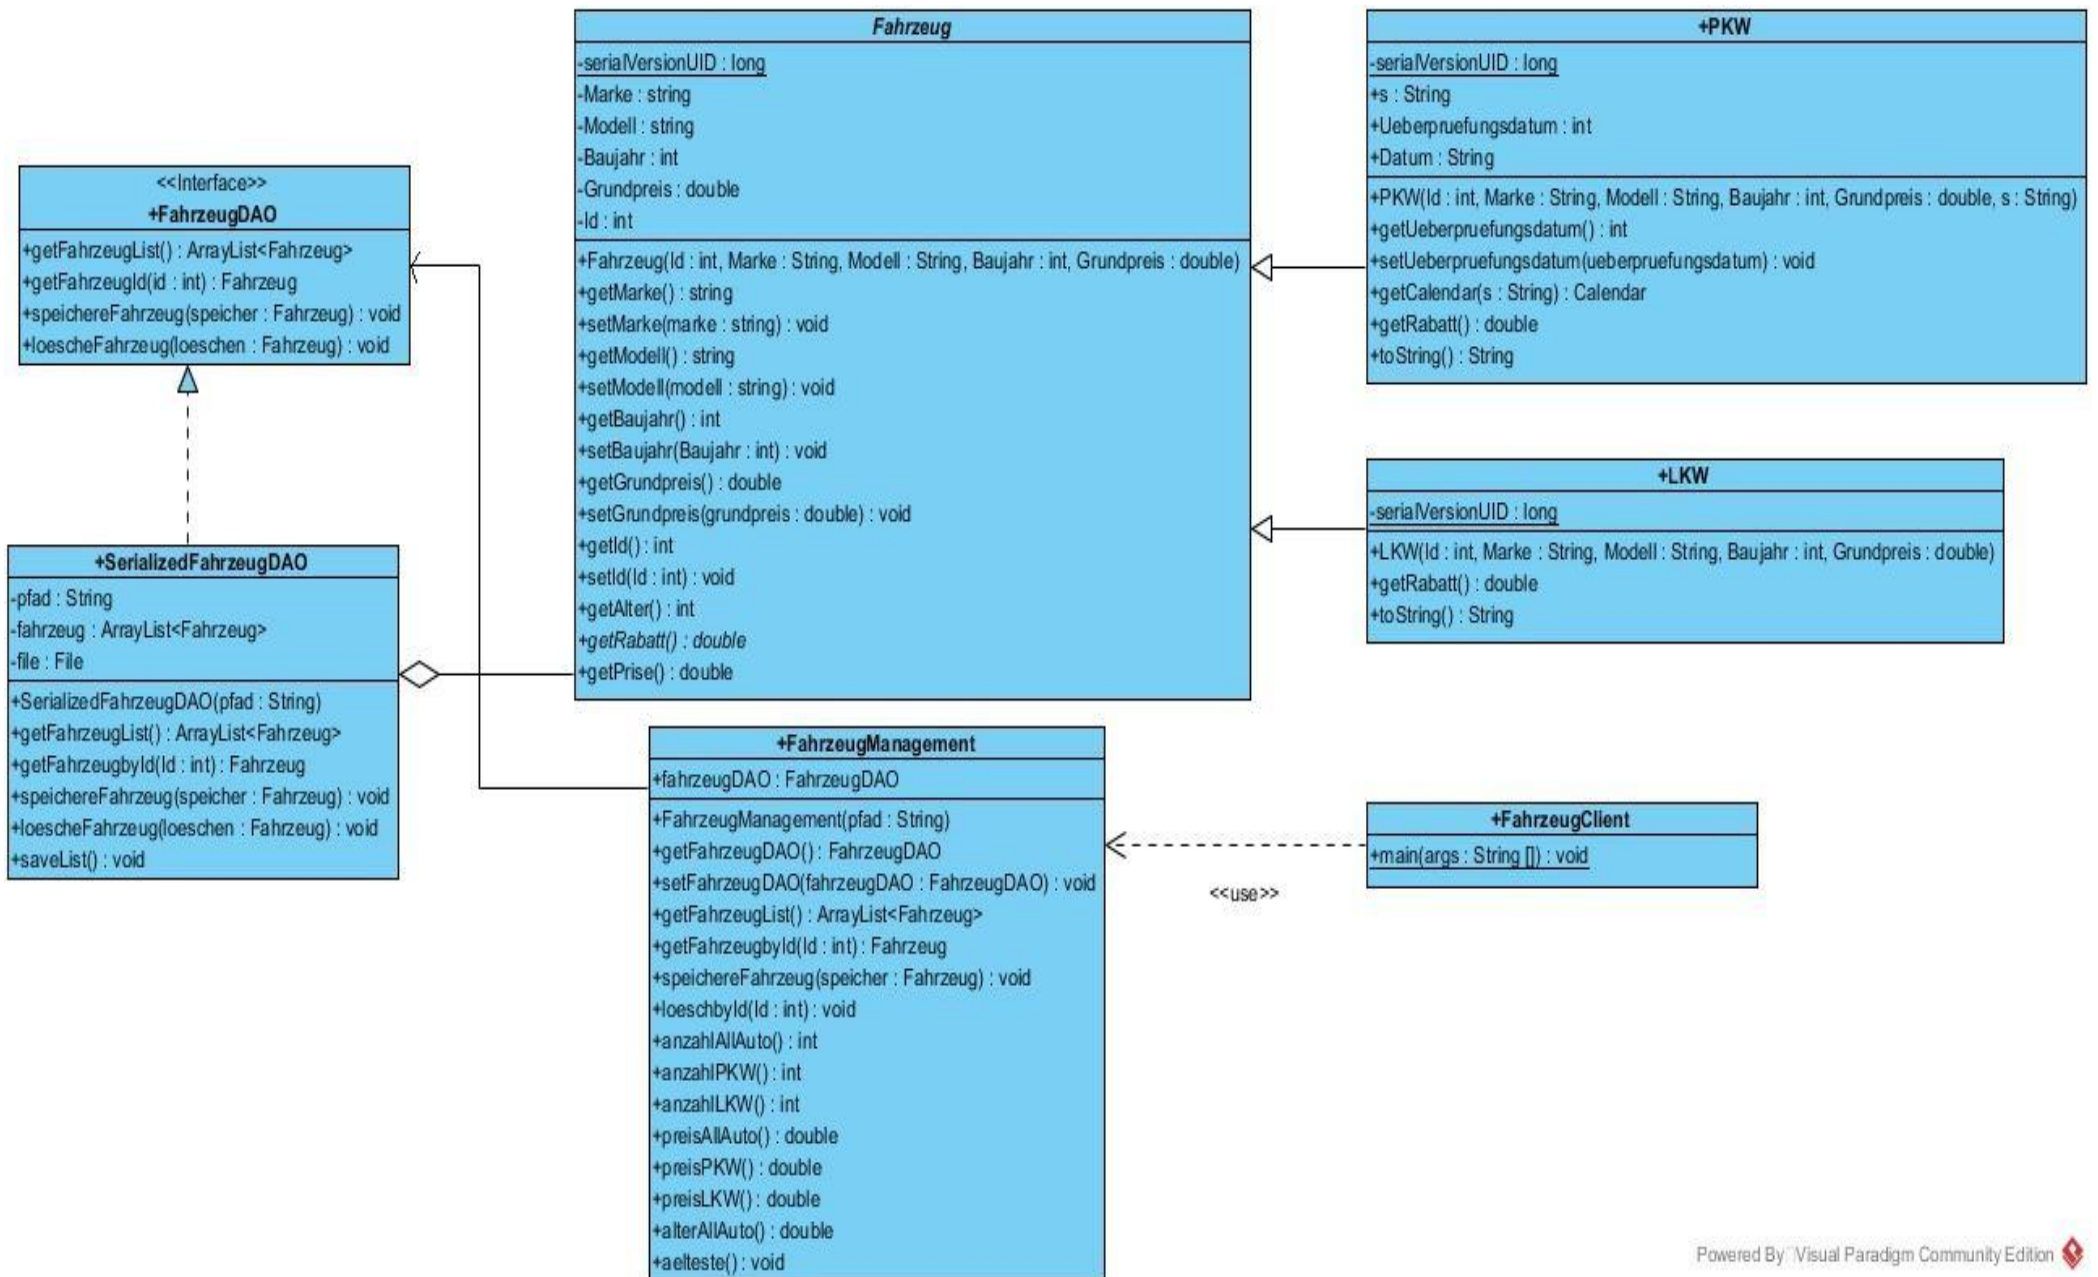 <<Interface>>
+FahrzeugDAO
+getFahrzeugList() : ArrayList<Fahrzeug>
+getFahrzeugId(id : int) : Fahrzeug
+speichereFahrzeug(speicher : Fahrzeug) : void
+loescheFahrzeug(loeschen : Fahrzeug) : void
+SerializedFahrzeugDAO
-pfad : String
-fahrzeug : ArrayList<Fahrzeug>
-file : File
+SerializedFahrzeugDAO(pfad : String)
+getFahrzeugList() : ArrayList<Fahrzeug>
+getFahrzeugbyId(Id : int) : Fahrzeug
+speichereFahrzeug(speicher : Fahrzeug) : void
+loescheFahrzeug(loeschen : Fahrzeug) : void
+saveList() : void
Fahrzeug
-serialVersionUID : long
-Marke : string
-Modell : string
-Baujahr : int
-Grundpreis : double
-Id : int
+Fahrzeug(Id : int, Marke : String, Modell : String, Baujahr : int, Grundpreis : double)
+getMarke() : string
+setMarke(marke : string) : void
+getModell() : string
+setModell(modell : string) : void
+getBaujahr() : int
+setBaujahr(Baujahr : int) : void
+getGrundpreis() : double
+setGrundpreis(grundpreis : double) : void
+getId() : int
+setId(Id : int) : void
+getAlter() : int
+getRabatt() : double
+getPrise() : double
+FahrzeugManagement
+fahrzeugDAO : FahrzeugDAO
+FahrzeugManagement(pfad : String)
+getFahrzeugDAO() : FahrzeugDAO
+setFahrzeugDAO(fahrzeugDAO : FahrzeugDAO) : void
+getFahrzeugList() : ArrayList<Fahrzeug>
+getFahrzeugbyId(Id : int) : Fahrzeug
+speichereFahrzeug(speicher : Fahrzeug) : void
+loeschbyId(Id : int) : void
+anzahlAllAuto() : int
+anzahlPKW() : int
+anzahlLKW() : int
+preisAllAuto() : double
+preisPKW() : double
+preisLKW() : double
+alterAllAuto() : double
+aelteste() : void
+PKW
-serialVersionUID : long
+s : String
+Ueberpruefungsdatum : int
+Datum : String
+PKW(Id : int, Marke : String, Modell : String, Baujahr : int, Grundpreis : double, s : String)
+getUeberpruefungsdatum() : int
+setUeberpruefungsdatum(ueberpruefungsdatum) : void
+getCalendar(s : String) : Calendar
+getRabatt() : double
+toString() : String
+LKW
-serialVersionUID : long
+LKW(Id : int, Marke : String, Modell : String, Baujahr : int, Grundpreis : double)
+getRabatt() : double
+toString() : String
+FahrzeugClient
+main(args : String []) : void
<<use>>
Powered By Visual Paradigm Community Edition